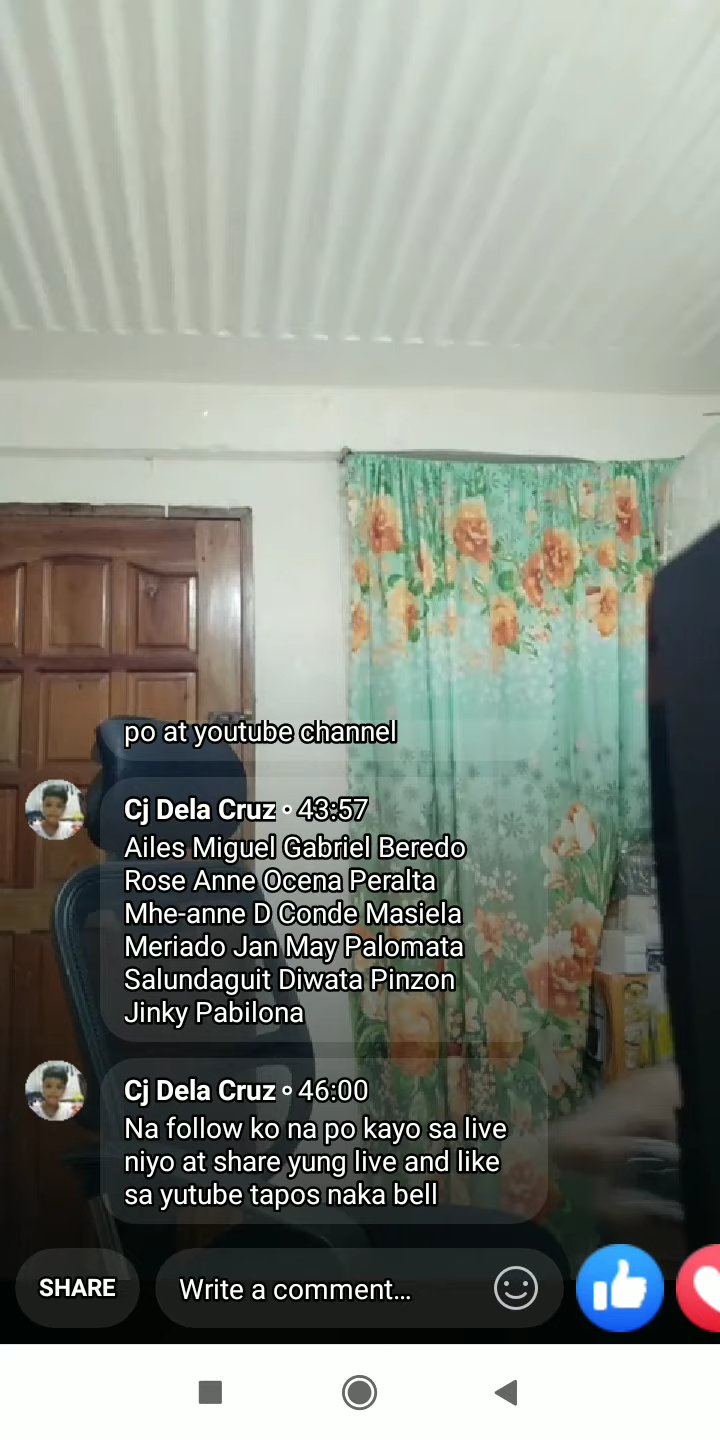 po at youtube channel
Cj Dela Cruz • 43:57
Ailes Miguel Gabriel Beredo
Rose Anne Ocena Peralta
Mhe-anne D Conde Masiela
Meriado Jan May Palomata
Salundaguit Diwata Pinzon
Jinky Pabilona
Cj Dela Cruz • 46:00
Na follow ko na po kayo sa live
niyo at share yung live and like
sa yutube tapos naka bell
SHARE
Write a comment...